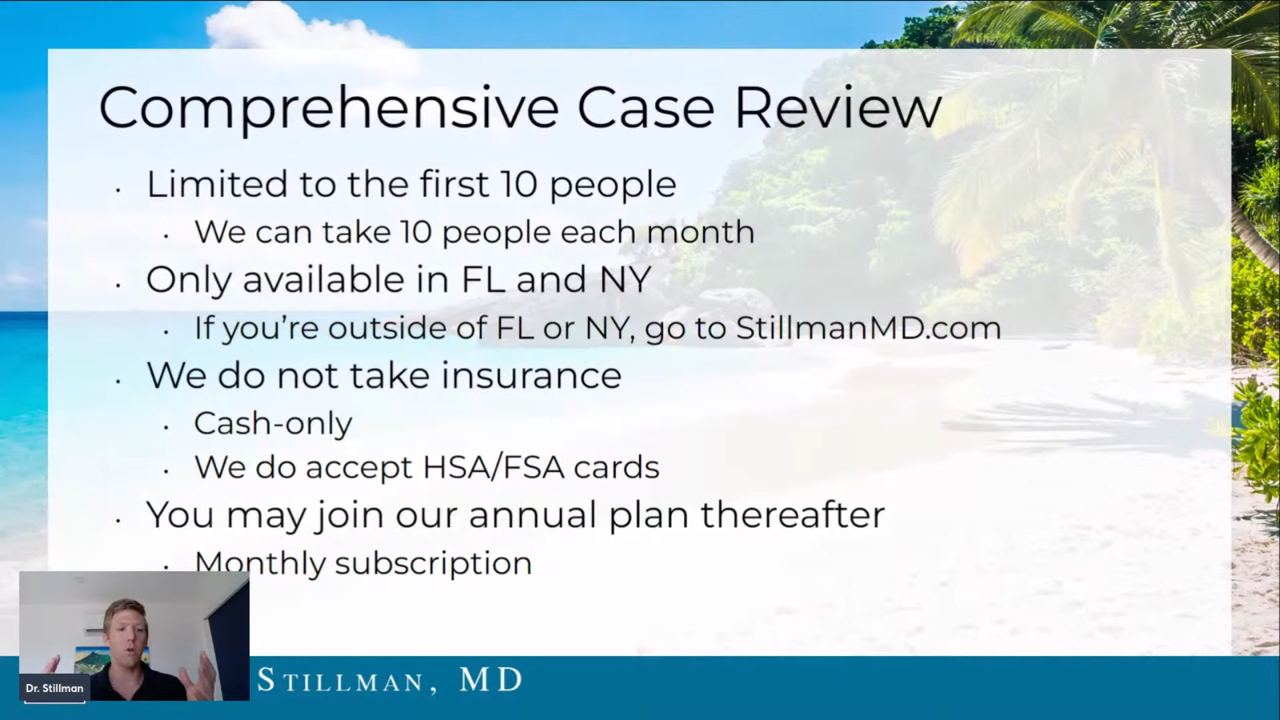 Comprehensive Case Review
· Limited to the first 10 people
· We can take 10 people each month
· Only available in FL and NY
· If you’re outside of FL or NY, go to StillmanMD.com
· We do not take insurance
· Cash-only
· We do accept HSA/FSA cards
· You may join our annual plan thereafter
· Monthly subscription
Dr. Stillman
STILLMAN, MD